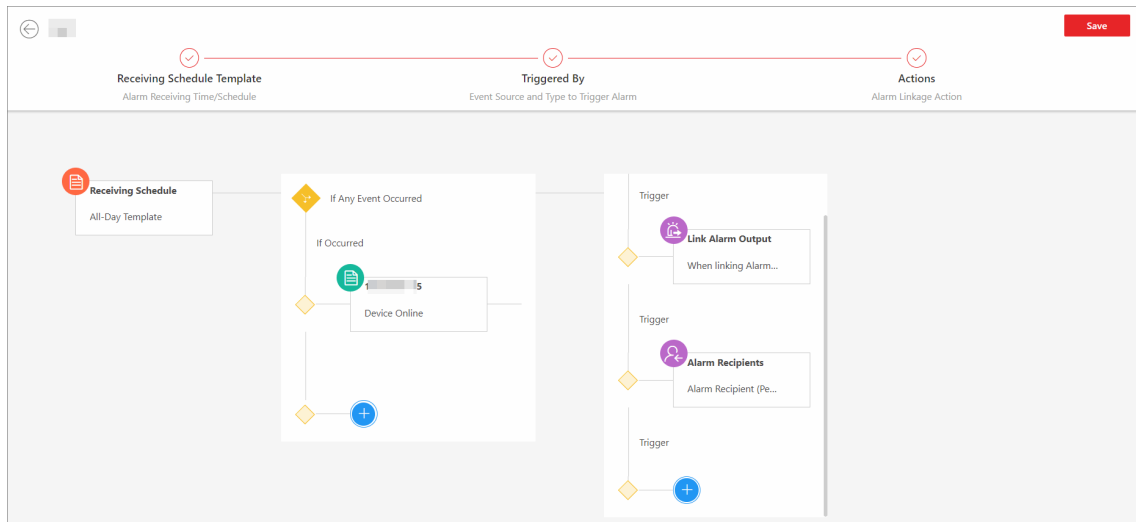 Save
Receiving Schedule Template
Alarm Receiving Time/Schedule
Triggered By
Event Source and Type to Trigger Alarm
Actions
Alarm Linkage Action
Receiving Schedule
All-Day Template
If Any Event Occurred
If Occurred
1 5
Device Online
Trigger
Link Alarm Output
When linking Alarm...
Trigger
Alarm Recipients
Alarm Recipient (Pe...
Trigger